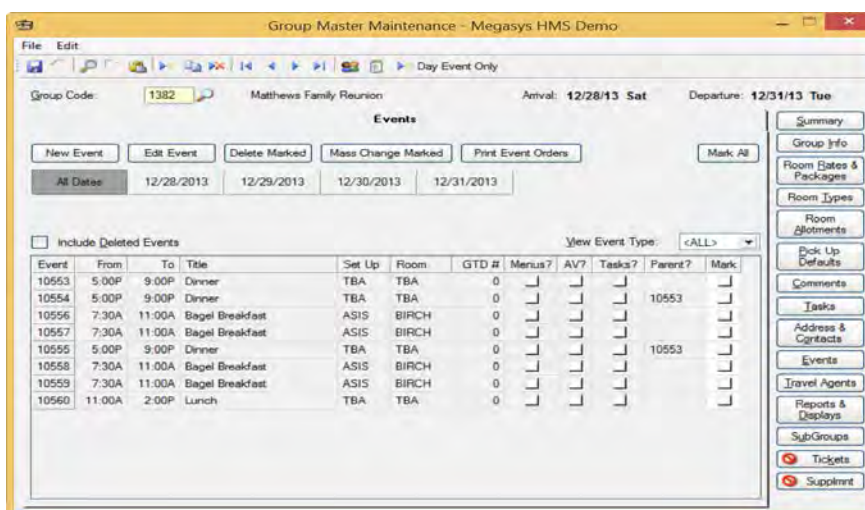 Group Master Maintenance - Megasys HMS Demo
File Edit
Day Event Only
Group Code: 1382 Matthews Family Reunion Arrival: 12/28/13 Sat Departure: 12/31/13 Tue
Events
Summary
New Event Edit Event Delete Marked Mass Change Marked Print Event Orders Mark All
Group Info
All Dates 12/28/2013 12/29/2013 12/30/2013 12/31/2013
Room Rates & Packages
Room Types
Room Allotments
Include Deleted Events View Event Type: <ALL>
Pick Up Defaults
Event From To Title Set Up Room GTD # Menus? AV? Tasks? Parent? Mark
10553 5:00P 9:00P Dinner TBA TBA 0
10554 5:00P 9:00P Dinner TBA TBA 0 10553
10556 7:30A 11:00A Bagel Breakfast ASIS BIRCH 0
10557 7:30A 11:00A Bagel Breakfast ASIS BIRCH 0
10555 5:00P 9:00P Dinner TBA TBA 0 10553
10558 7:30A 11:00A Bagel Breakfast ASIS BIRCH 0
10559 7:30A 11:00A Bagel Breakfast ASIS BIRCH 0
10560 11:00A 2:00P Lunch TBA TBA 0
Comments
Tasks
Address & Contacts
Events
Travel Agents
Reports & Displays
SubGroups
Tickets
Supplmnt